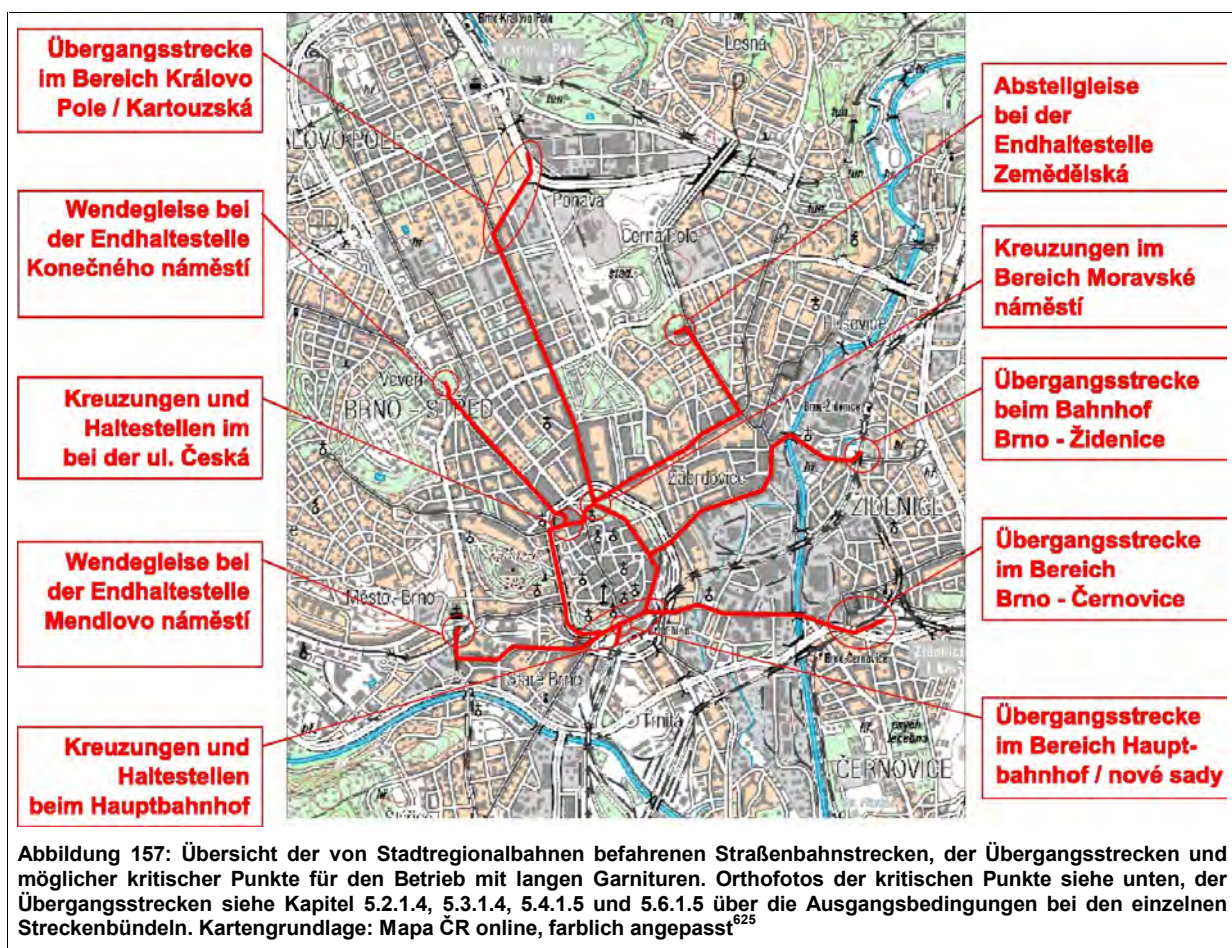 Übergangsstrecke
im Bereich Královo
Pole / Kartouzská
Wendegleise bei
der Endhaltestelle
Konečného náměstí
Kreuzungen und
Haltestellen im
bei der ul. Česká
Wendegleise bei
der Endhaltestelle
Mendlovo náměstí
Kreuzungen und
Haltestellen
beim Hauptbahnhof
Lesná
Ponava
Černá Pole
stad.
Husovice
Veveří
BRNO - STŘED
Zábrdovice
Brno-Židenice
ŽIDENICE
Město Brno
Staré Brno
Trnitá
Brno-Černovice
ČERNOVICE
Abstellgleise
bei der
Endhaltestelle
Zemědělská
Kreuzungen im
Bereich Moravské
náměstí
Übergangsstrecke
beim Bahnhof
Brno - Židenice
Übergangsstrecke
im Bereich
Brno - Černovice
Übergangsstrecke
im Bereich Haupt-
bahnhof / nové sady
Abbildung 157: Übersicht der von Stadtregionalbahnen befahrenen Straßenbahnstrecken, der Übergangsstrecken und
möglicher kritischer Punkte für den Betrieb mit langen Garnituren. Orthofotos der kritischen Punkte siehe unten, der
Übergangsstrecken siehe Kapitel 5.2.1.4, 5.3.1.4, 5.4.1.5 und 5.6.1.5 über die Ausgangsbedingungen bei den einzelnen
Streckenbündeln. Kartengrundlage: Mapa ČR online, farblich angepasst625